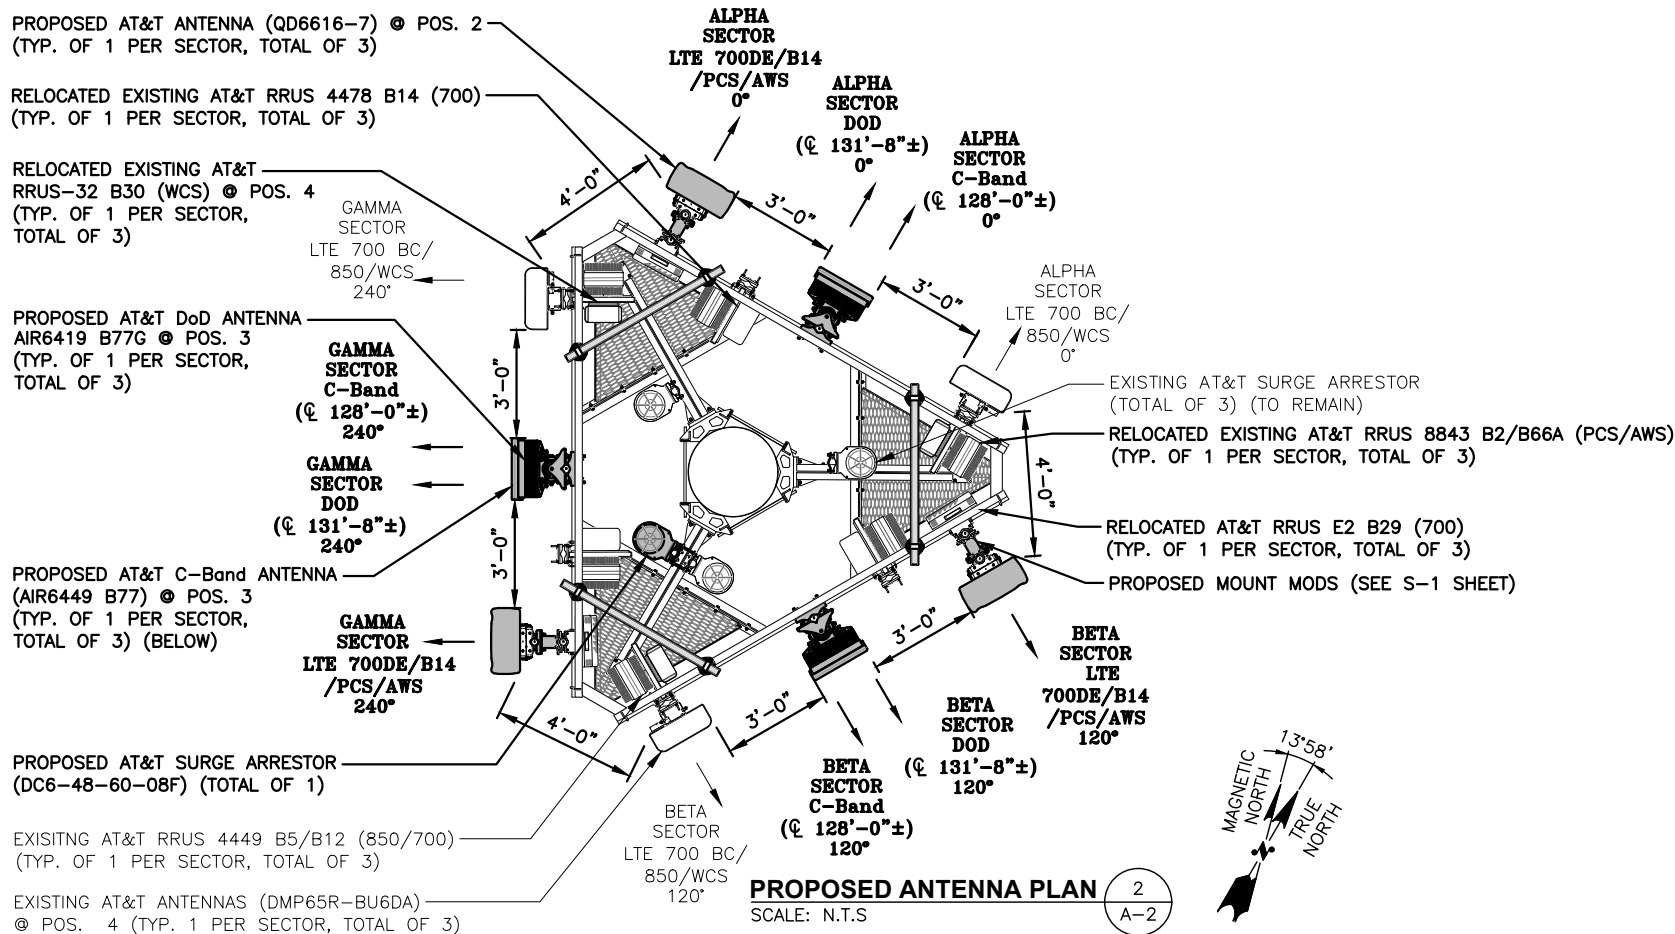 PROPOSED AT&T ANTENNA (QD6616-7) @ POS. 2
(TYP. OF 1 PER SECTOR, TOTAL OF 3)
RELOCATED EXISTING AT&T RRUS 4478 B14 (700)
(TYP. OF 1 PER SECTOR, TOTAL OF 3)
RELOCATED EXISTING AT&T
RRUS-32 B30 (WCS) @ POS. 4
(TYP. OF 1 PER SECTOR,
TOTAL OF 3)
PROPOSED AT&T DoD ANTENNA
AIR6419 B77G @ POS. 3
(TYP. OF 1 PER SECTOR,
TOTAL OF 3)
PROPOSED AT&T C-Band ANTENNA
(AIR6449 B77) @ POS. 3
(TYP. OF 1 PER SECTOR,
TOTAL OF 3) (BELOW)
PROPOSED AT&T SURGE ARRESTOR
(DC6-48-60-08F) (TOTAL OF 1)
EXISITNG AT&T RRUS 4449 B5/B12 (850/700)
(TYP. OF 1 PER SECTOR, TOTAL OF 3)
EXISTING AT&T ANTENNAS (DMP65R-BU6DA)
@ POS. 4 (TYP. 1 PER SECTOR, TOTAL OF 3)
GAMMA
SECTOR
LTE 700 BC/
850/WCS
240°
GAMMA
SECTOR
C-Band
(℄ 128'-0"±)
240°
GAMMA
SECTOR
DOD
(℄ 131'-8"±)
240°
GAMMA
SECTOR
LTE 700DE/B14
/PCS/AWS
240°
ALPHA
SECTOR
LTE 700DE/B14
/PCS/AWS
0°
ALPHA
SECTOR
DOD
(℄ 131'-8"±)
0°
ALPHA
SECTOR
C-Band
(℄ 128'-0"±)
0°
ALPHA
SECTOR
LTE 700 BC/
850/WCS
0°
4'-0"
3'-0"
3'-0"
4'-0"
3'-0"
3'-0"
4'-0"
3'-0"
3'-0"
EXISTING AT&T SURGE ARRESTOR
(TOTAL OF 3) (TO REMAIN)
RELOCATED EXISTING AT&T RRUS 8843 B2/B66A (PCS/AWS)
(TYP. OF 1 PER SECTOR, TOTAL OF 3)
RELOCATED AT&T RRUS E2 B29 (700)
(TYP. OF 1 PER SECTOR, TOTAL OF 3)
PROPOSED MOUNT MODS (SEE S-1 SHEET)
BETA
SECTOR
LTE
700DE/B14
/PCS/AWS
120°
BETA
SECTOR
DOD
(℄ 131'-8"±)
120°
BETA
SECTOR
C-Band
(℄ 128'-0"±)
120°
BETA
SECTOR
LTE 700 BC/
850/WCS
120°
13°58'
MAGNETIC
NORTH
TRUE
NORTH
N
PROPOSED ANTENNA PLAN
SCALE: N.T.S
2
A-2